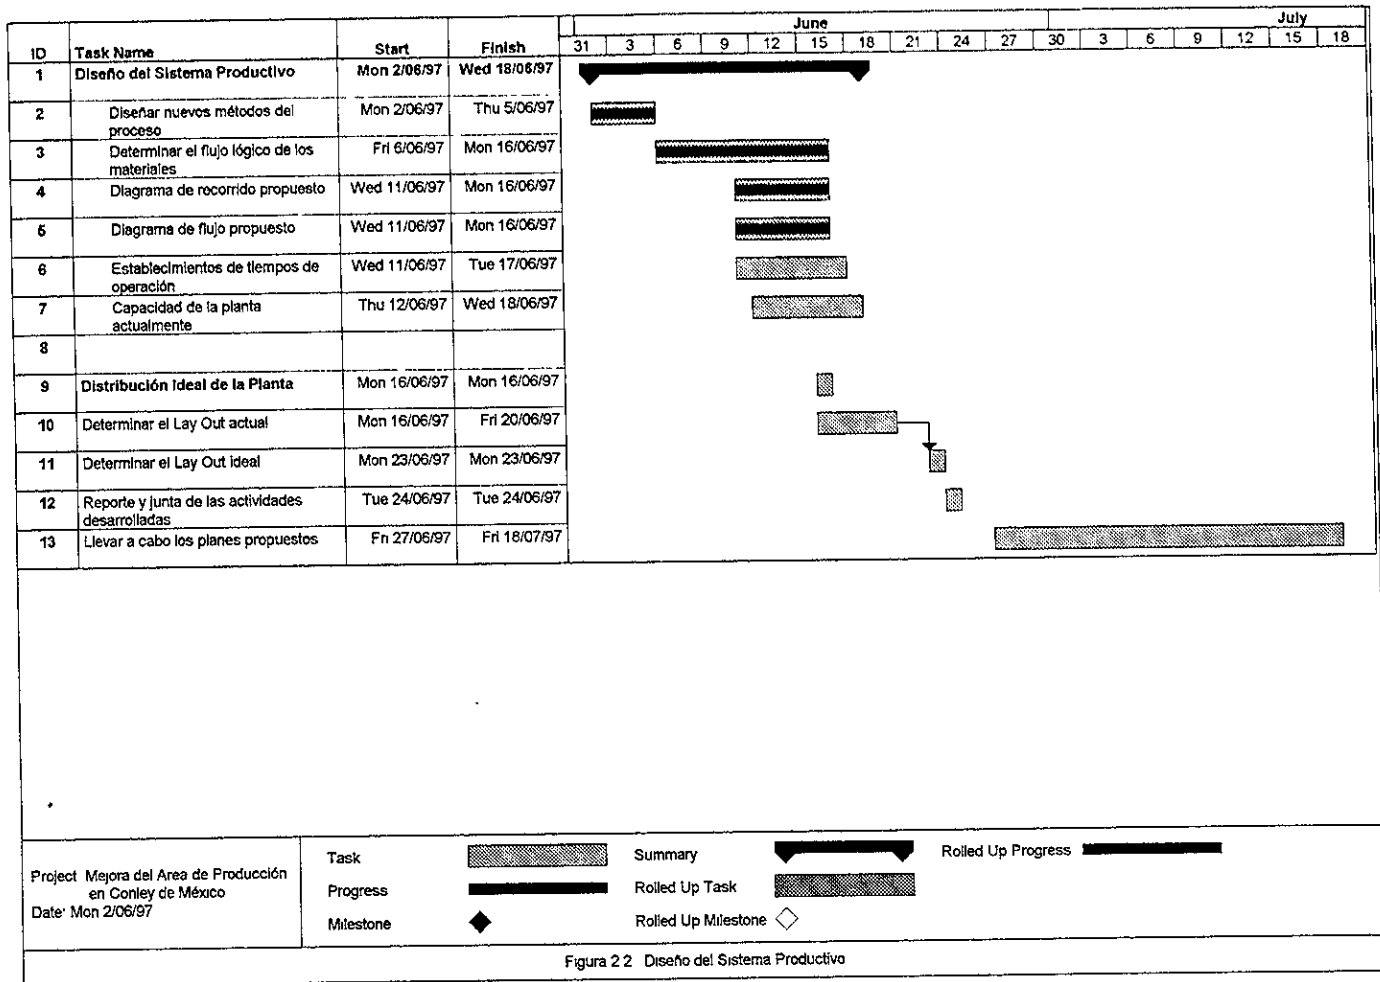 June July
ID Task Name Start Finish 31 3 6 9 12 15 18 21 24 27 30 3 6 9 12 15 18
1 Diseño del Sistema Productivo Mon 2/06/97 Wed 18/06/97
2 Diseñar nuevos métodos del Mon 2/06/97 Thu 5/06/97
proceso
3 Determinar el flujo lógico de los Fri 6/06/97 Mon 16/06/97
materiales
4 Diagrama de recorrido propuesto Wed 11/06/97 Mon 16/06/97
5 Diagrama de flujo propuesto Wed 11/06/97 Mon 16/06/97
6 Establecimientos de tiempos de Wed 11/06/97 Tue 17/06/97
operación
7 Capacidad de la planta Thu 12/06/97 Wed 18/06/97
actualmente
8
9 Distribución Ideal de la Planta Mon 16/06/97 Mon 16/06/97
10 Determinar el Lay Out actual Mon 16/06/97 Fri 20/06/97
11 Determinar el Lay Out ideal Mon 23/06/97 Mon 23/06/97
12 Reporte y junta de las actividades Tue 24/06/97 Tue 24/06/97
desarrolladas
13 Llevar a cabo los planes propuestos Fri 27/06/97 Fri 18/07/97
Project Mejora del Area de Producción
en Conley de México
Date: Mon 2/06/97
Task Summary Rolled Up Progress
Progress Rolled Up Task
Milestone Rolled Up Milestone
Figura 2 2 Diseño del Sistema Productivo